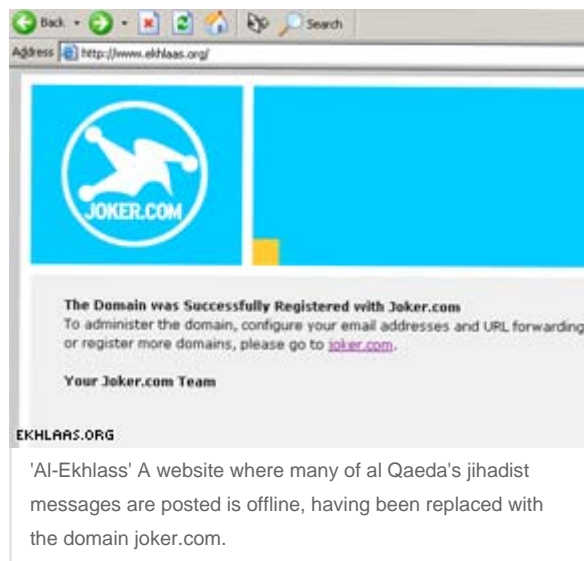 Back
Search
Address http://www.ekhlaas.org/
JOKER.COM
The Domain was Successfully Registered with Joker.com
To administer the domain, configure your email addresses and URL forwarding
or register more domains, please go to joker.com.
Your Joker.com Team
EKHLAAS.ORG
'Al-Ekhlass' A website where many of al Qaeda's jihadist
messages are posted is offline, having been replaced with
the domain joker.com.